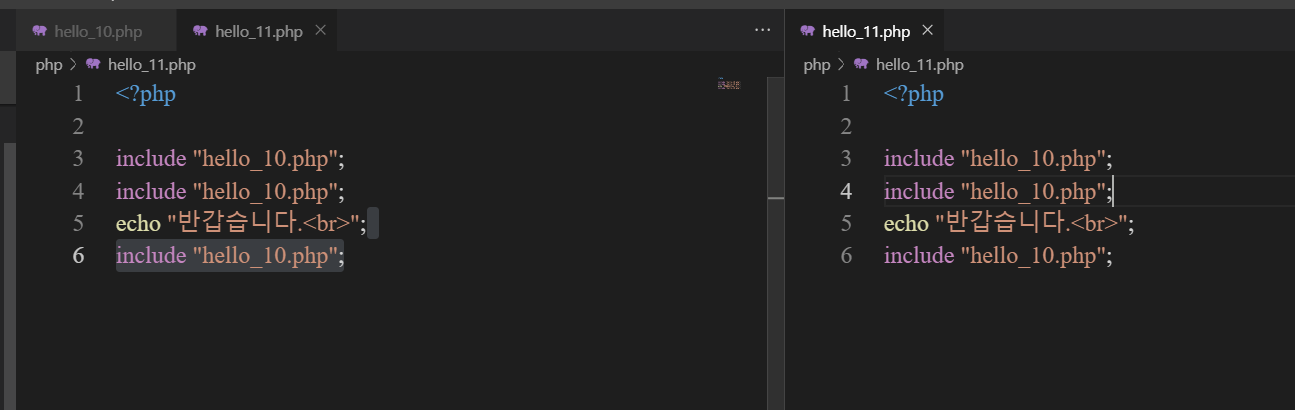 hello_10.php hello_11.php
php > hello_11.php
1 <?php
2
3 include "hello_10.php";
4 include "hello_10.php";
5 echo "반갑습니다.<br>";
6 include "hello_10.php";
hello_11.php
php > hello_11.php
1 <?php
2
3 include "hello_10.php";
4 include "hello_10.php";
5 echo "반갑습니다.<br>";
6 include "hello_10.php";